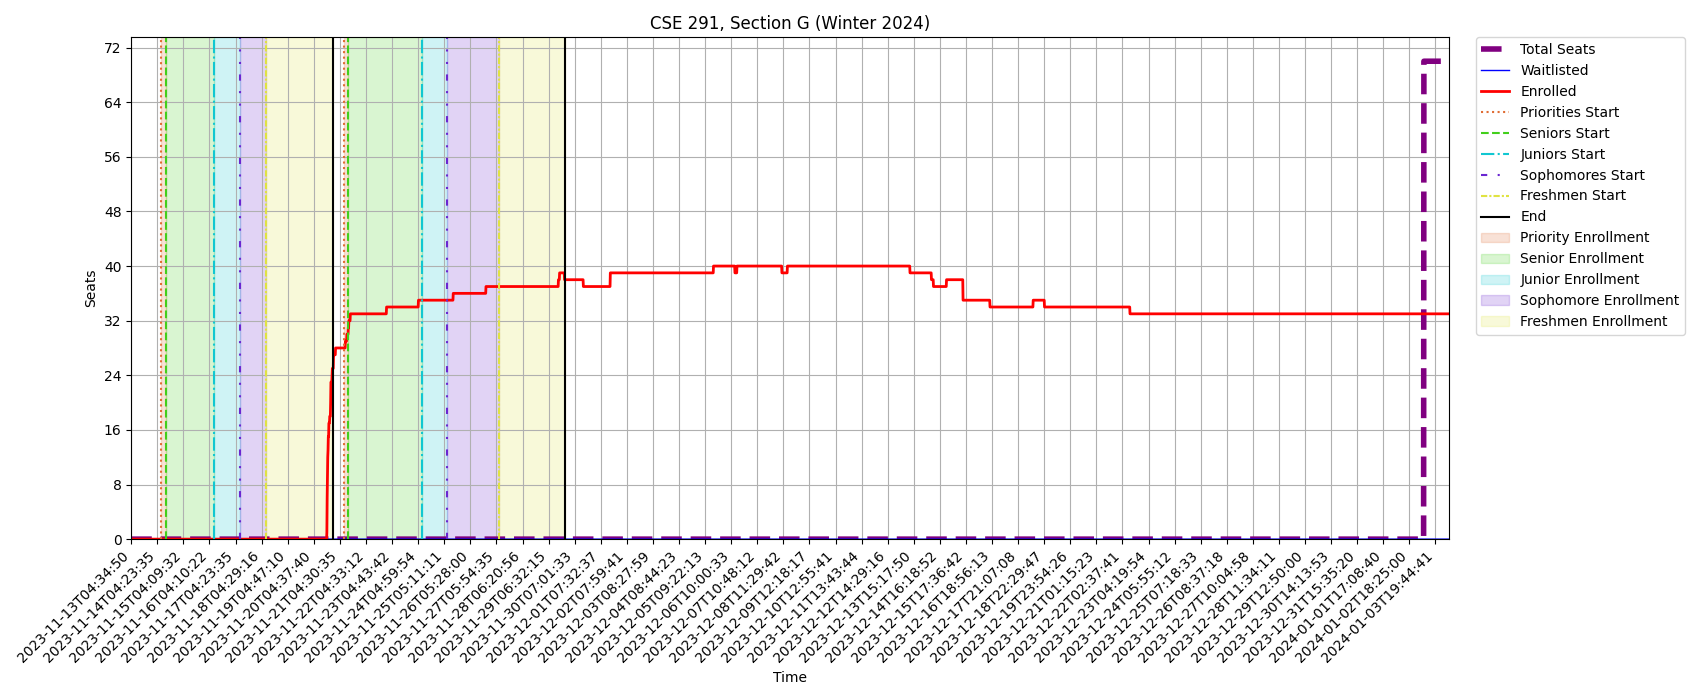 CSE 291, Section G (Winter 2024)
Seats
72
64
56
48
40
32
24
16
8
0
2023-11-13T04:34:50
2023-11-14T04:23:35
2023-11-15T04:09:32
2023-11-16T04:10:22
2023-11-17T04:23:35
2023-11-18T04:29:16
2023-11-19T04:47:10
2023-11-20T04:37:40
2023-11-21T04:30:35
2023-11-22T04:33:12
2023-11-23T04:43:42
2023-11-24T04:59:54
2023-11-25T05:11:11
2023-11-26T05:28:00
2023-11-27T05:54:35
2023-11-28T06:20:56
2023-11-29T06:32:15
2023-11-30T07:01:33
2023-12-01T07:32:37
2023-12-02T07:59:41
2023-12-03T08:27:59
2023-12-04T08:44:23
2023-12-05T09:22:13
2023-12-06T10:00:33
2023-12-07T10:48:12
2023-12-08T11:29:42
2023-12-09T12:18:17
2023-12-10T12:55:41
2023-12-11T13:43:44
2023-12-12T14:29:16
2023-12-13T15:17:50
2023-12-14T16:18:52
2023-12-15T17:36:42
2023-12-16T18:56:13
2023-12-17T21:07:08
2023-12-18T22:29:47
2023-12-19T23:54:26
2023-12-21T01:15:23
2023-12-22T02:37:41
2023-12-23T04:19:54
2023-12-24T05:55:12
2023-12-25T07:18:33
2023-12-26T08:37:18
2023-12-27T10:04:58
2023-12-28T11:34:11
2023-12-29T12:50:00
2023-12-30T14:13:53
2023-12-31T15:35:20
2024-01-01T17:08:40
2024-01-02T18:25:00
2024-01-03T19:44:41
Time
Total Seats
Waitlisted
Enrolled
Priorities Start
Seniors Start
Juniors Start
Sophomores Start
Freshmen Start
End
Priority Enrollment
Senior Enrollment
Junior Enrollment
Sophomore Enrollment
Freshmen Enrollment